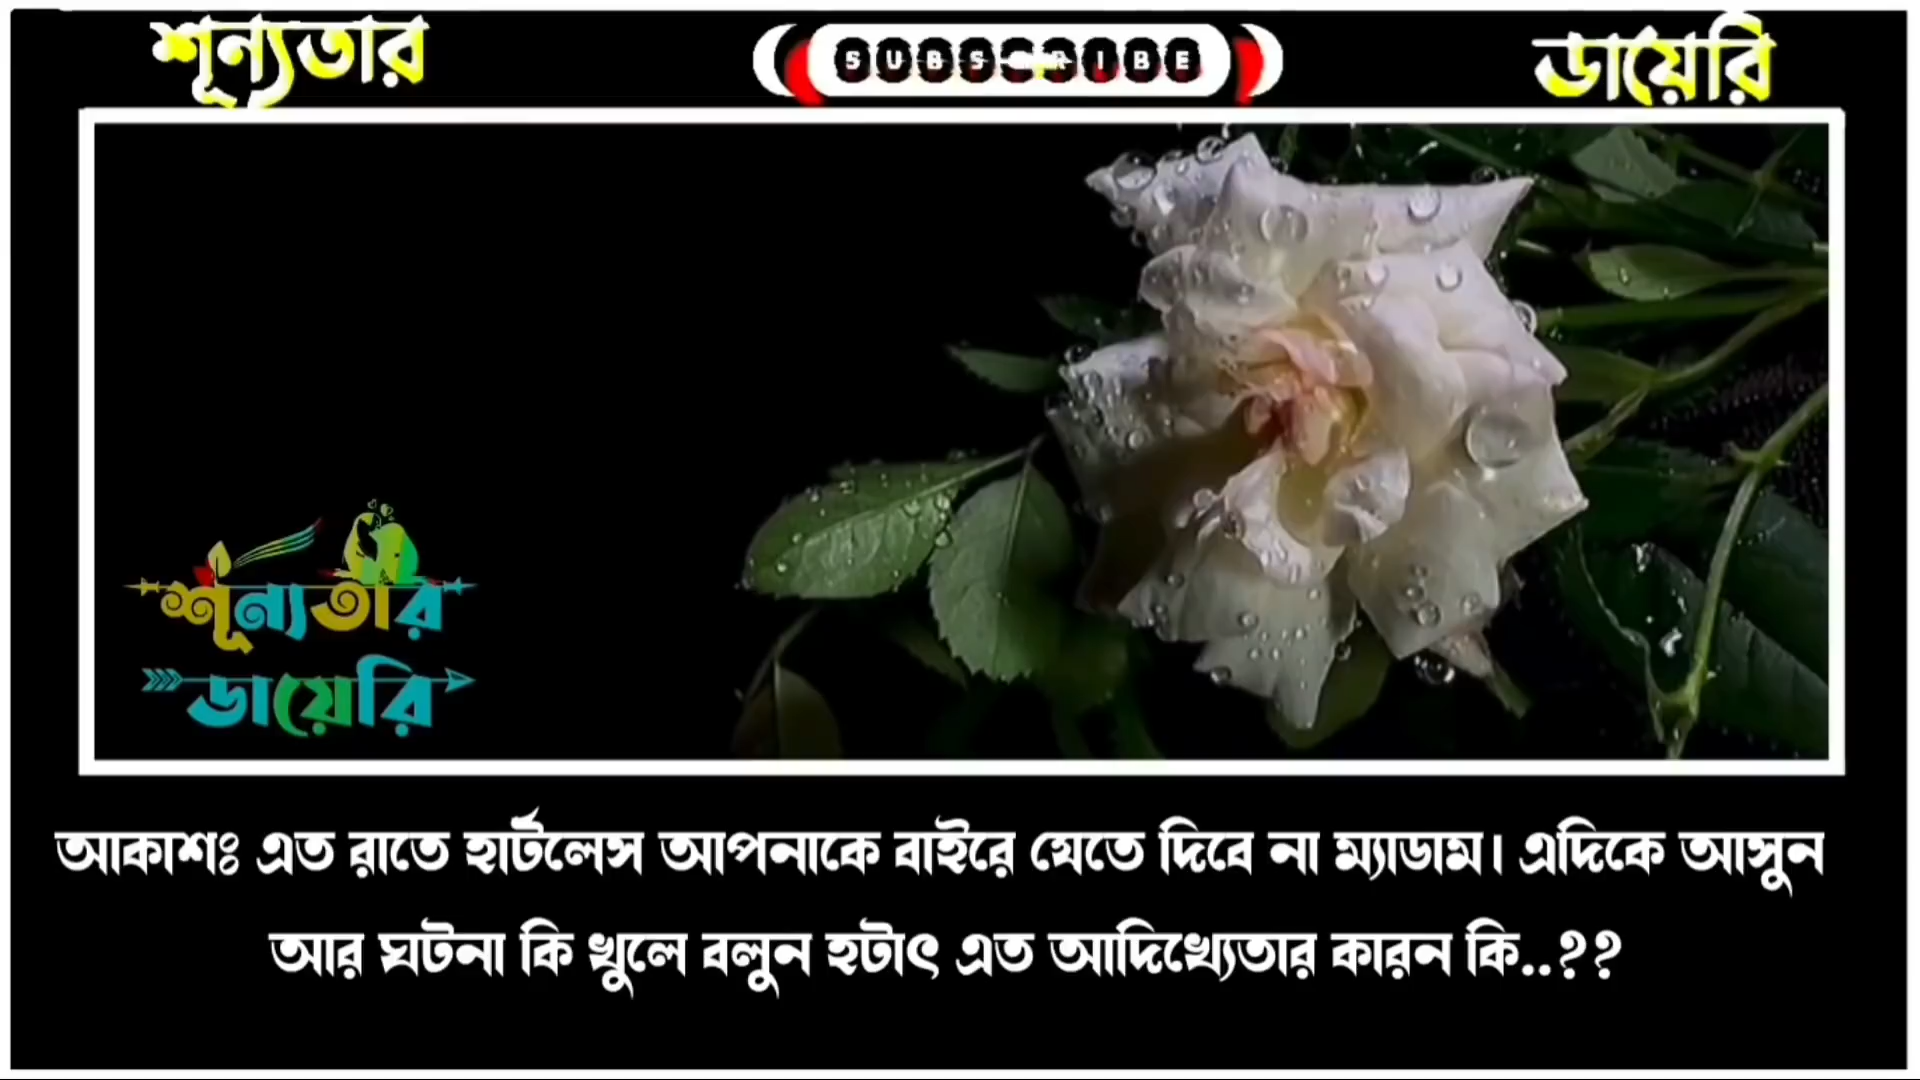 শূন্যতার
SUBSCRIBE
ডায়েরি
শূন্যতার
ডায়েরি
আকাশঃ এত রাতে হার্টলেস আপনাকে বাইরে যেতে দিবে না ম্যাডাম। এদিকে আসুন
আর ঘটনা কি খুলে বলুন হটাৎ এত আদিখ্যেতার কারন কি..??